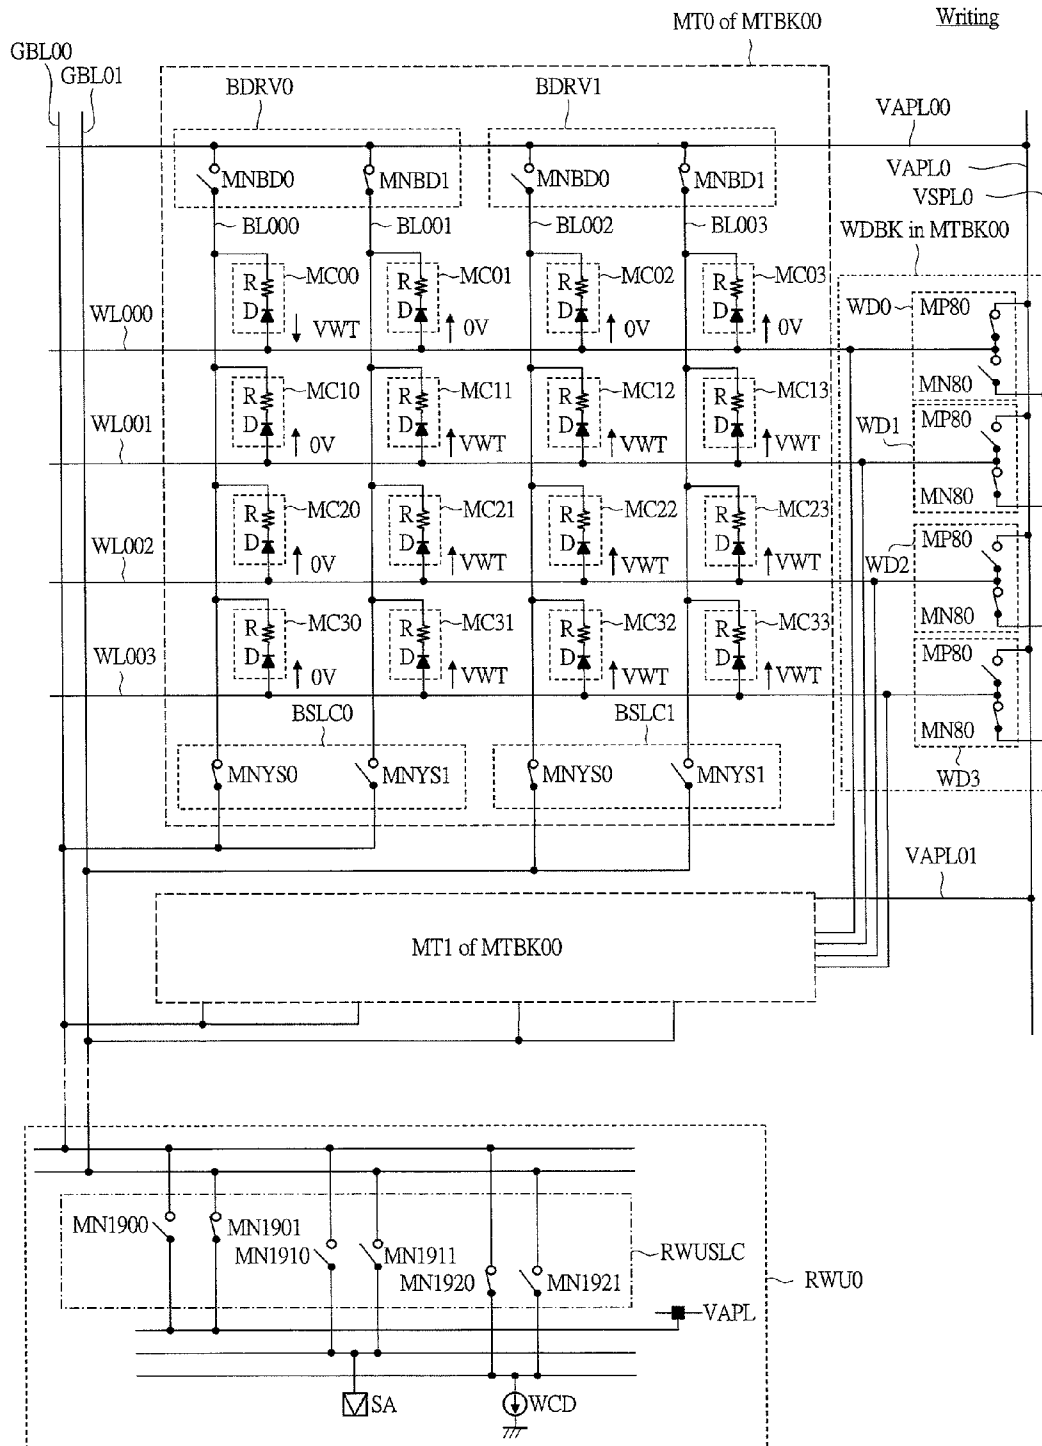 MT0 of MTBK00 Writing
GBL00
GBL01
BDRV0 BDRV1
VAPL00
VAPL0
VSPL0
MNBD0 MNBD1 MNBD0 MNBD1
BL000 BL001 BL002 BL003
WDBK in MTBK00
R D MC00 R D MC01 R D MC02 R D MC03
WL000 VWT 0V 0V 0V
WD0 MP80
MN80
R D MC10 R D MC11 R D MC12 R D MC13
WL001 0V VWT VWT VWT
WD1 MP80
MN80
R D MC20 R D MC21 R D MC22 R D MC23
WL002 0V VWT VWT VWT
WD2 MP80
MN80
R D MC30 R D MC31 R D MC32 R D MC33
WL003 0V VWT VWT VWT
MP80
MN80
WD3
BSLC0 BSLC1
MNYS0 MNYS1 MNYS0 MNYS1
VAPL01
MT1 of MTBK00
MN1900 MN1901 MN1910 MN1911 MN1920 MN1921
RWUSLC
RWU0
VAPL
SA WCD